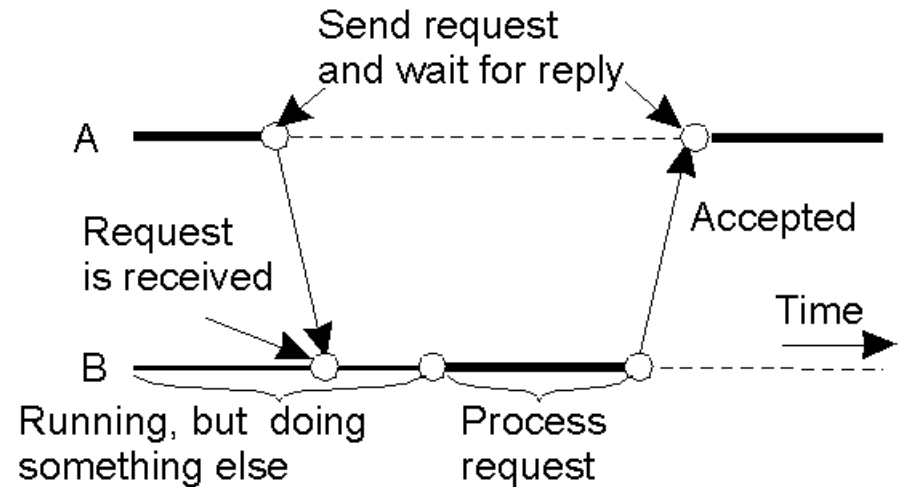 Send request
and wait for reply
A
Request
is received
Accepted
Time
B
Running, but doing
something else
Process
request